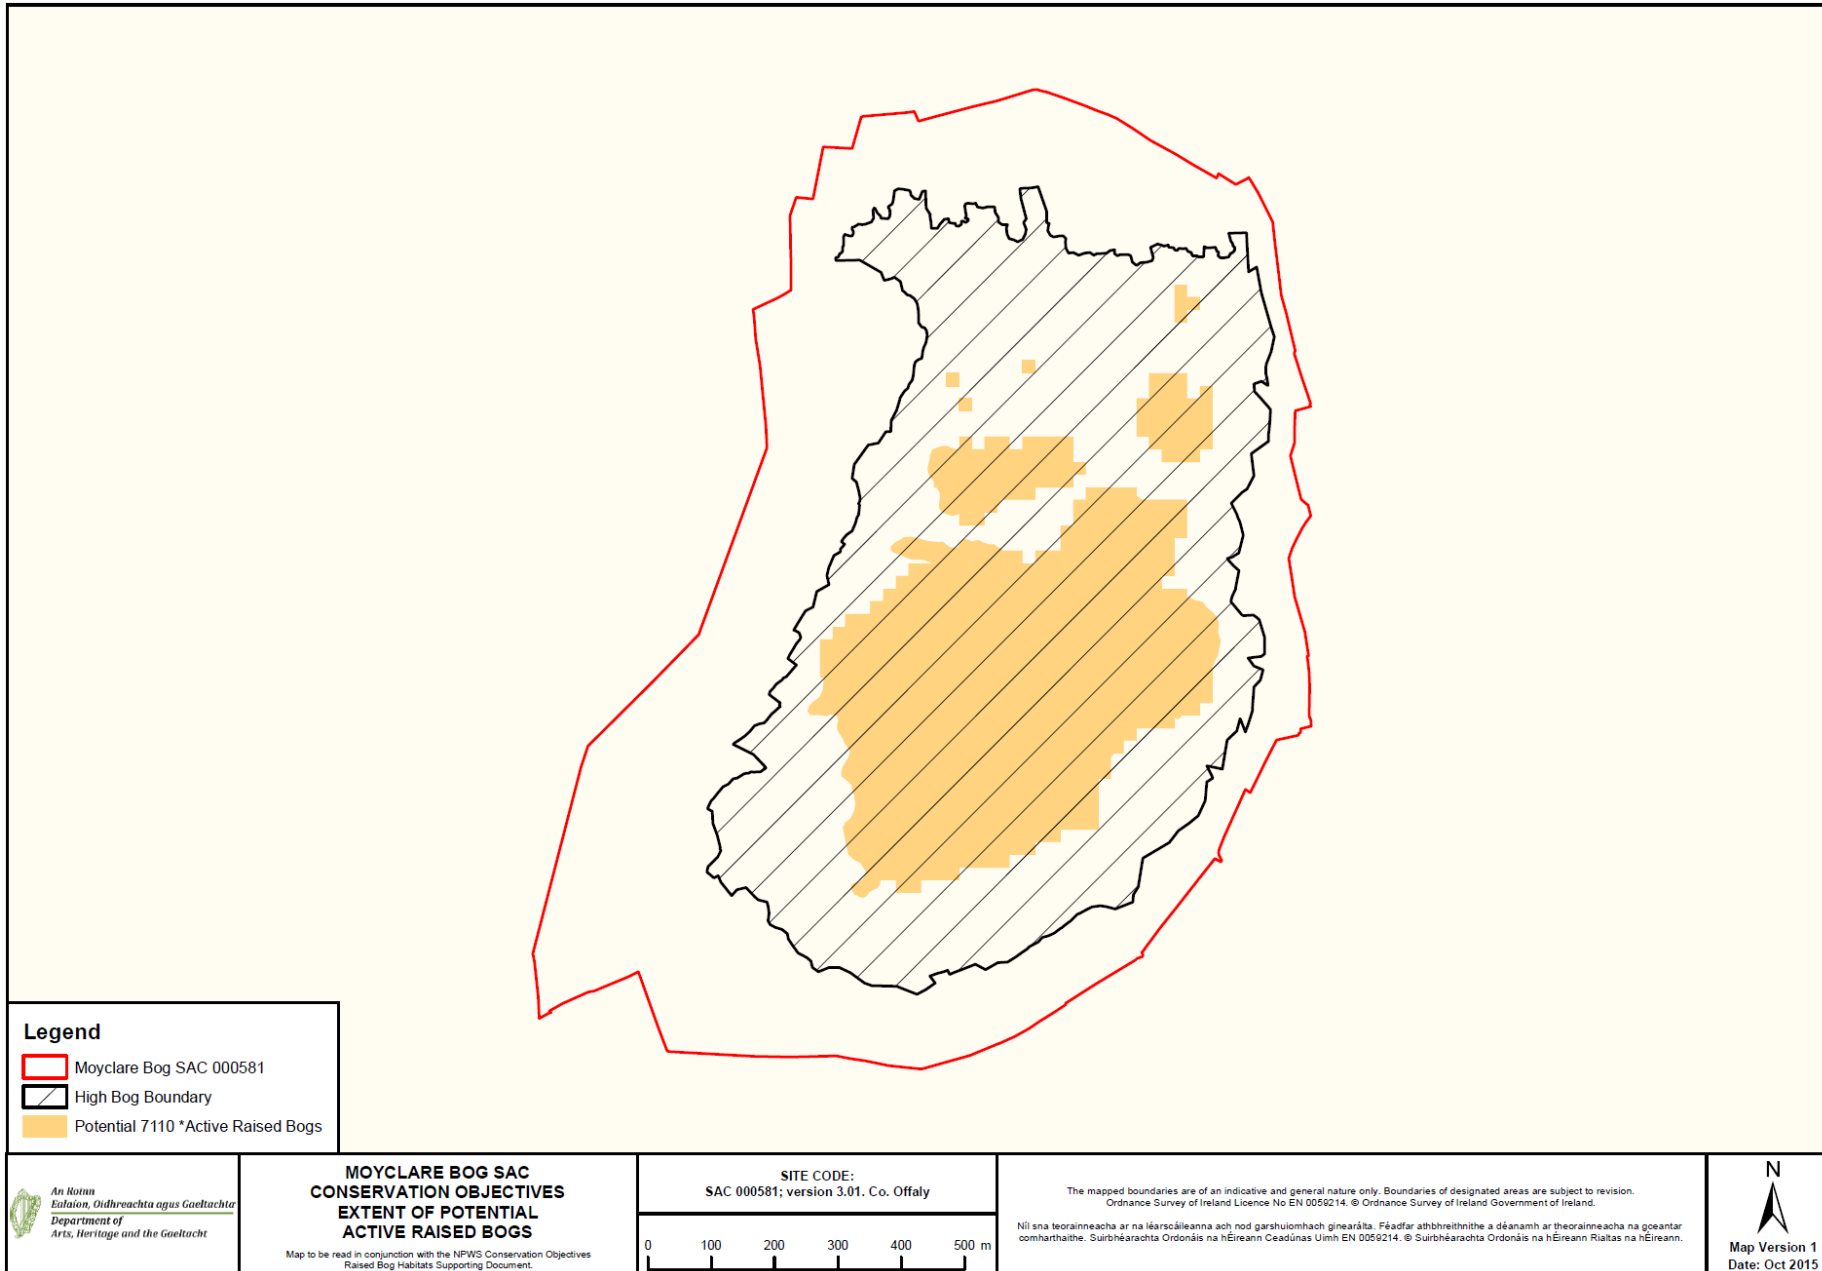 Legend
Moyclare Bog SAC 000581
High Bog Boundary
Potential 7110 *Active Raised Bogs
An Roinn
Ealaíon, Oidhreachta agus Gaeltachta
Department of
Arts, Heritage and the Gaeltacht
MOYCLARE BOG SAC
CONSERVATION OBJECTIVES
EXTENT OF POTENTIAL
ACTIVE RAISED BOGS
Map to be read in conjunction with the NPWS Conservation Objectives
Raised Bog Habitats Supporting Document.
SITE CODE:
SAC 000581; version 3.01. Co. Offaly
0 100 200 300 400 500 m
The mapped boundaries are of an indicative and general nature only. Boundaries of designated areas are subject to revision.
Ordnance Survey of Ireland Licence No EN 0059214. © Ordnance Survey of Ireland Government of Ireland.
Níl sna teorainneacha ar na léarscáileanna ach nod garshuiomhach ginearálta. Féadfar athbhreithnithe a déanamh ar theorainneacha na gceantar
comharthaithe. Suirbhéarachta Ordonáis na hÉireann Ceadúnas Uimh EN 0059214. © Suirbhéarachta Ordonáis na hÉireann Rialtas na hÉireann.
N
Map Version 1
Date: Oct 2015